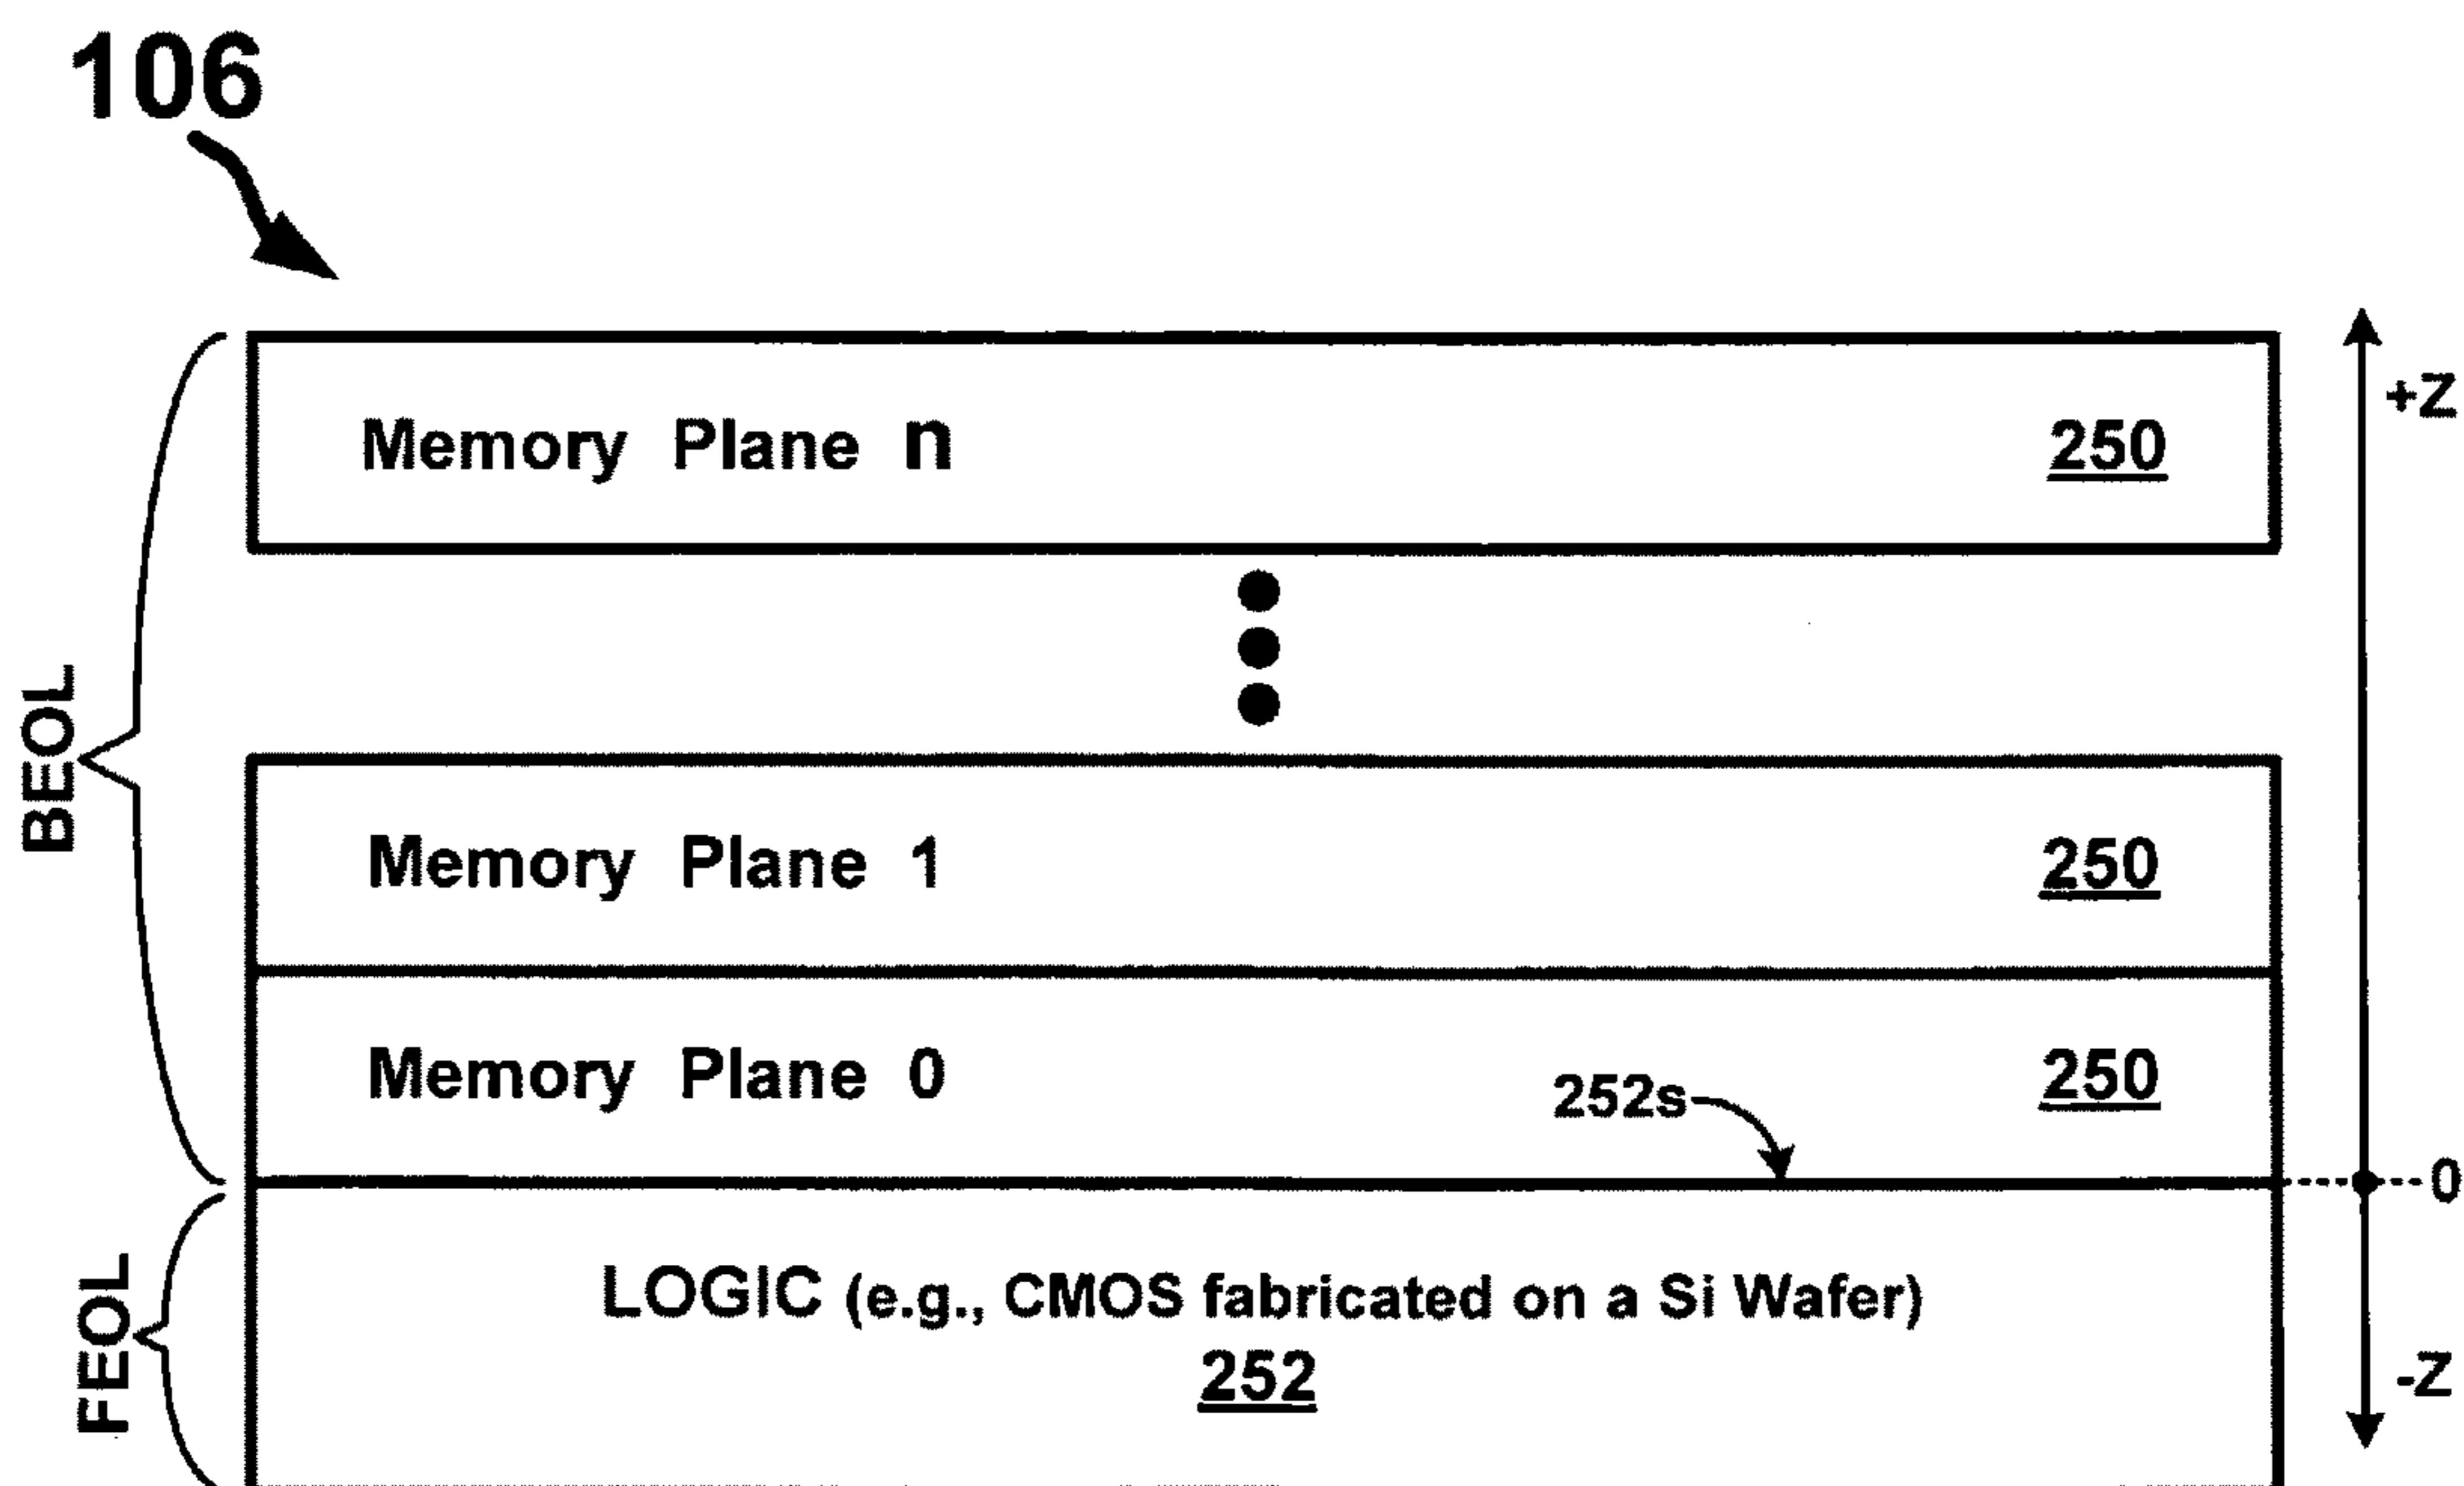 106
+Z
Memory Plane n 250
BEOL
Memory Plane 1 250
Memory Plane 0 250
252s
0
LOGIC (e.g., CMOS fabricated on a Si Wafer)
252
FEOL
-Z